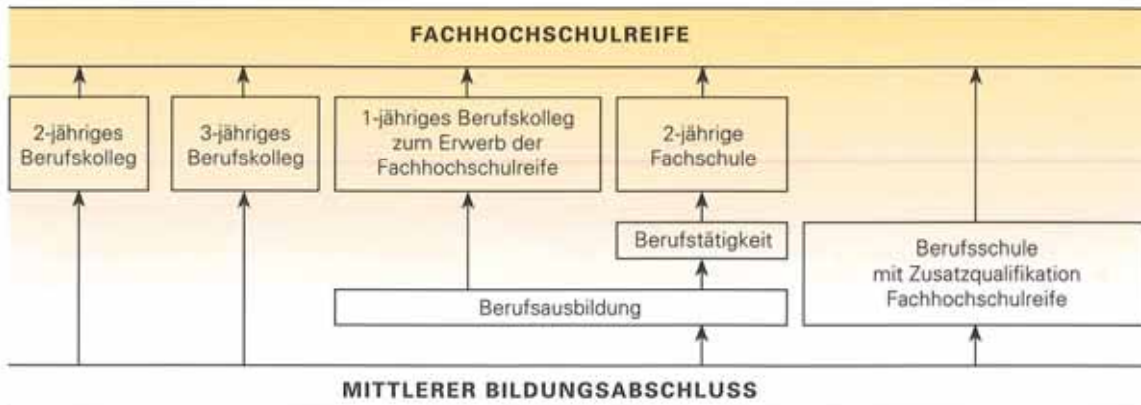 FACHHOCHSCHULREIFE
2-jähriges
Berufskolleg
3-jähriges
Berufskolleg
1-jähriges Berufskolleg
zum Erwerb der
Fachhochschulreife
2-jährige
Fachschule
Berufstätigkeit
Berufsschule
mit Zusatzqualifikation
Fachhochschulreife
Berufsausbildung
MITTLERER BILDUNGSABSCHLUSS